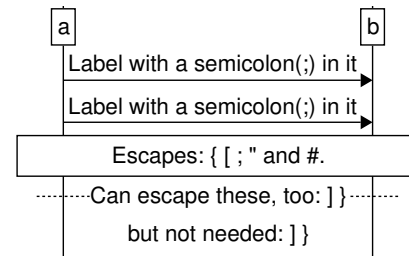 a b
Label with a semicolon(;) in it
Label with a semicolon(;) in it
Escapes: { [ ; " and #.
Can escape these, too: ] }
but not needed: ] }